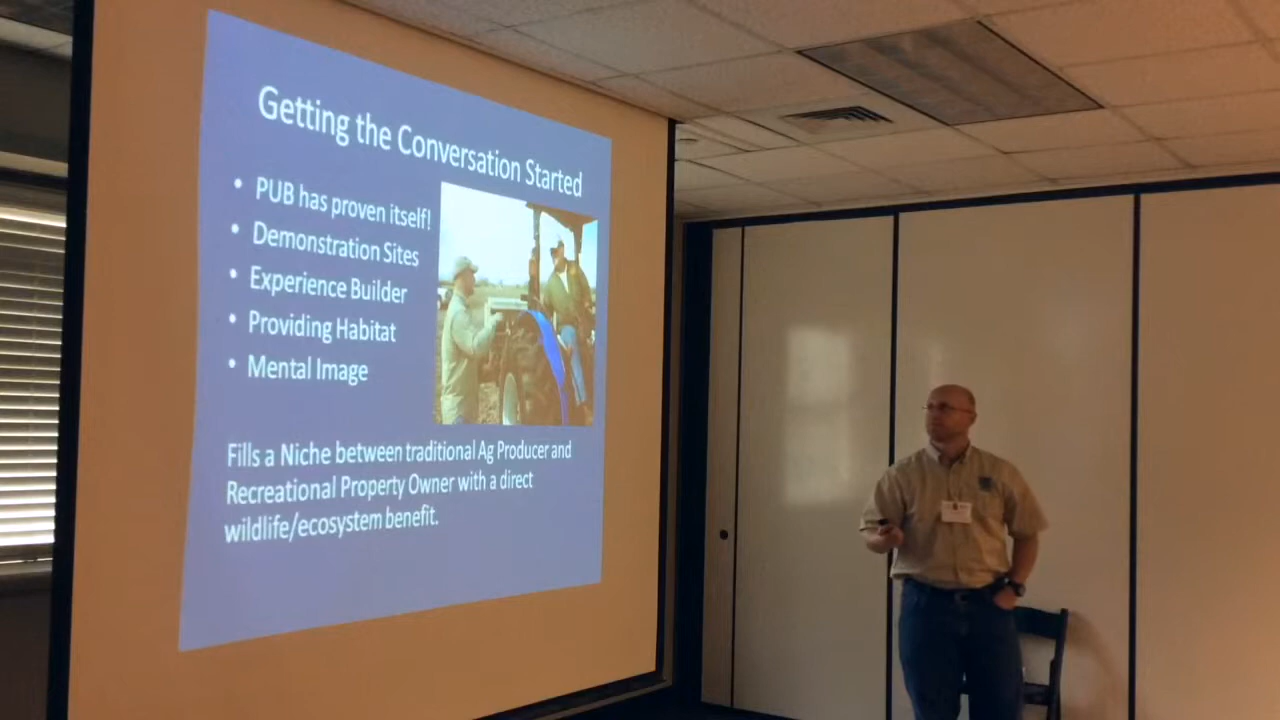 Getting the Conversation Started
• PUB has proven itself!
• Demonstration Sites
• Experience Builder
• Providing Habitat
• Mental Image
Fills a Niche between traditional Ag Producer and
Recreational Property Owner with a direct
wildlife/ecosystem benefit.